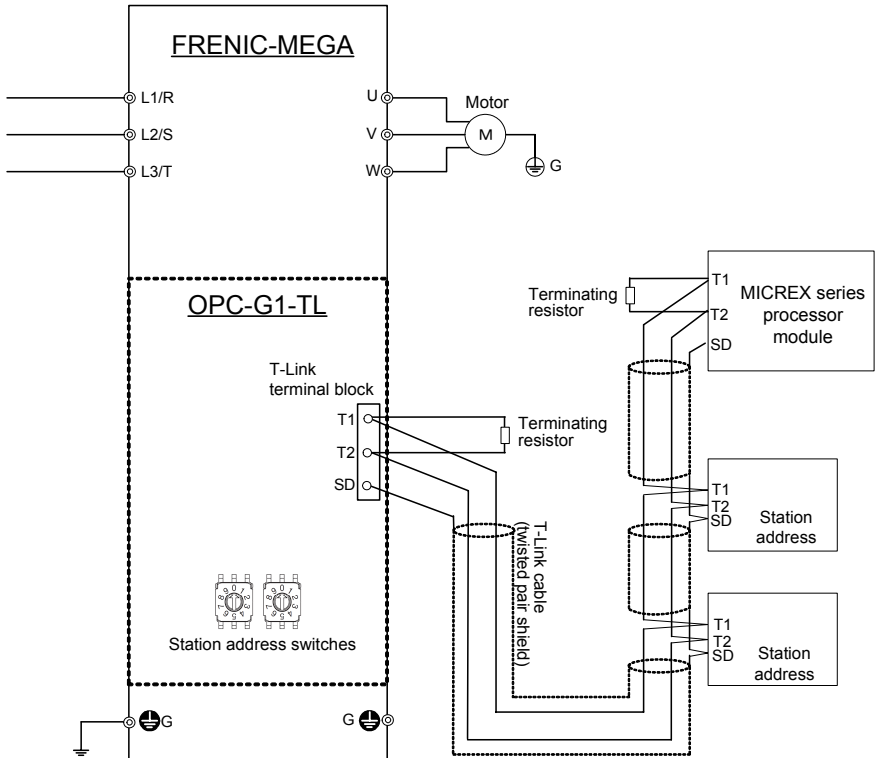 FRENIC-MEGA
L1/R
L2/S
L3/T
U
V
W
Motor
M
G
OPC-G1-TL
T-Link
terminal block
T1
T2
SD
Terminating
resistor
Station address switches
G
G
T-Link cable
(twisted pair shield)
Terminating
resistor
T1
T2
SD
MICREX series
processor
module
T1
T2
SD
Station
address
T1
T2
SD
Station
address